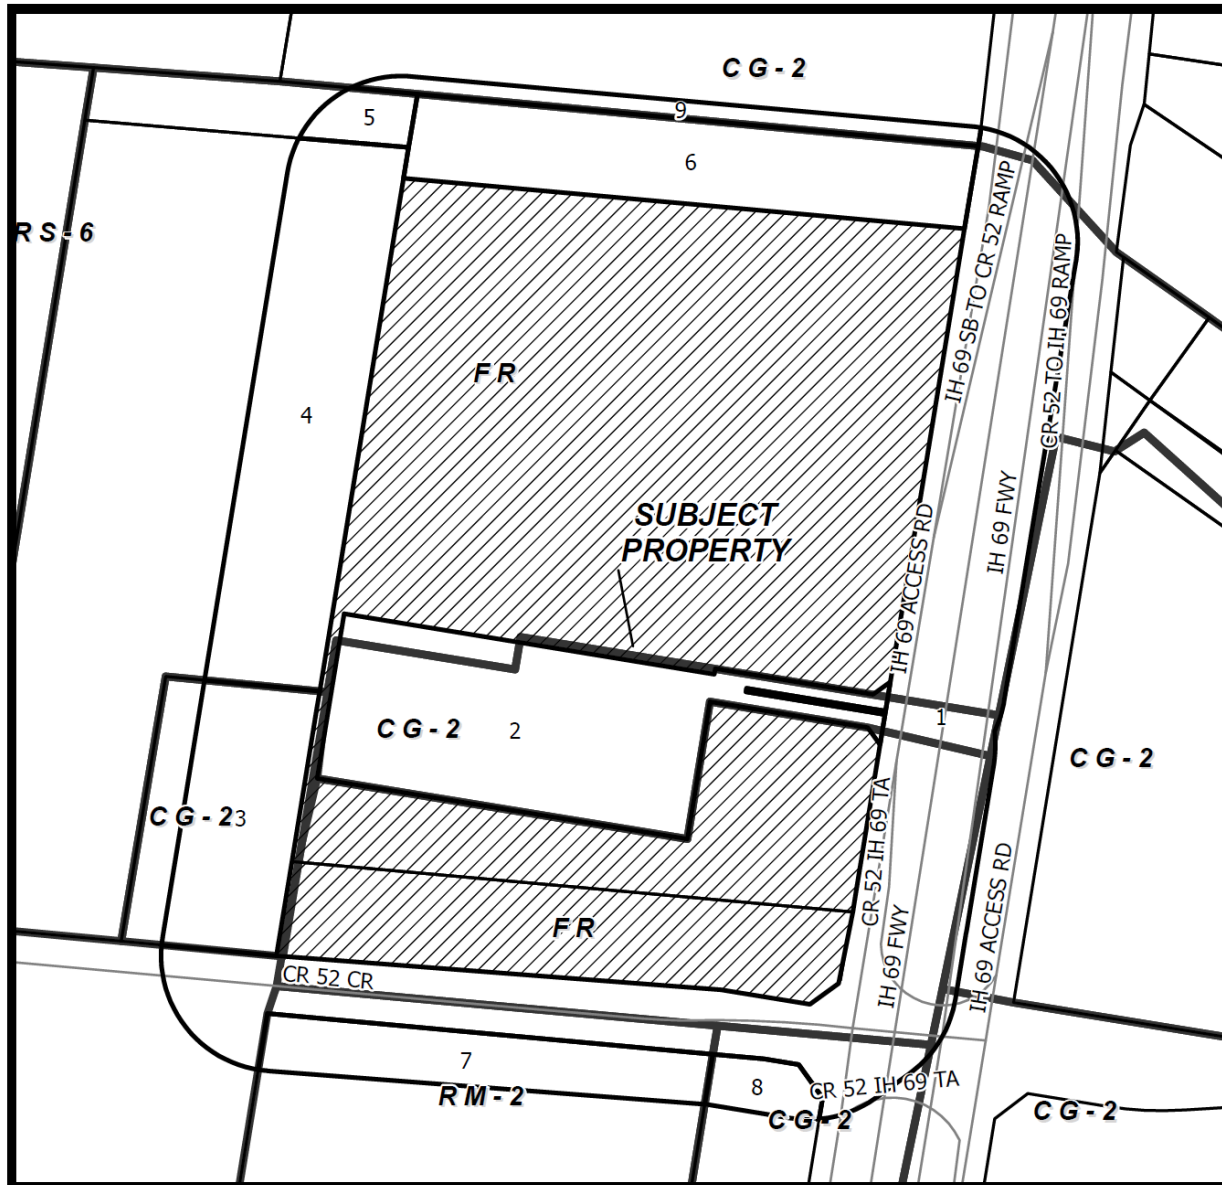 CG-2
9
5
6
RS-6
IH 69 SB TO CR 52 RAMP
CR 52 TO IH 69 RAMP
FR
4
SUBJECT
PROPERTY
IH 69 FWY
IH 69 ACCESS RD
1
CG-2
2
CG-2
CG-2
3
CR 52 IH 69 TA
IH 69 FWY
IH 69 ACCESS RD
FR
CR 52 CR
7
8
CR 52 IH 69 TA
RM-2
CG-2
CG-2